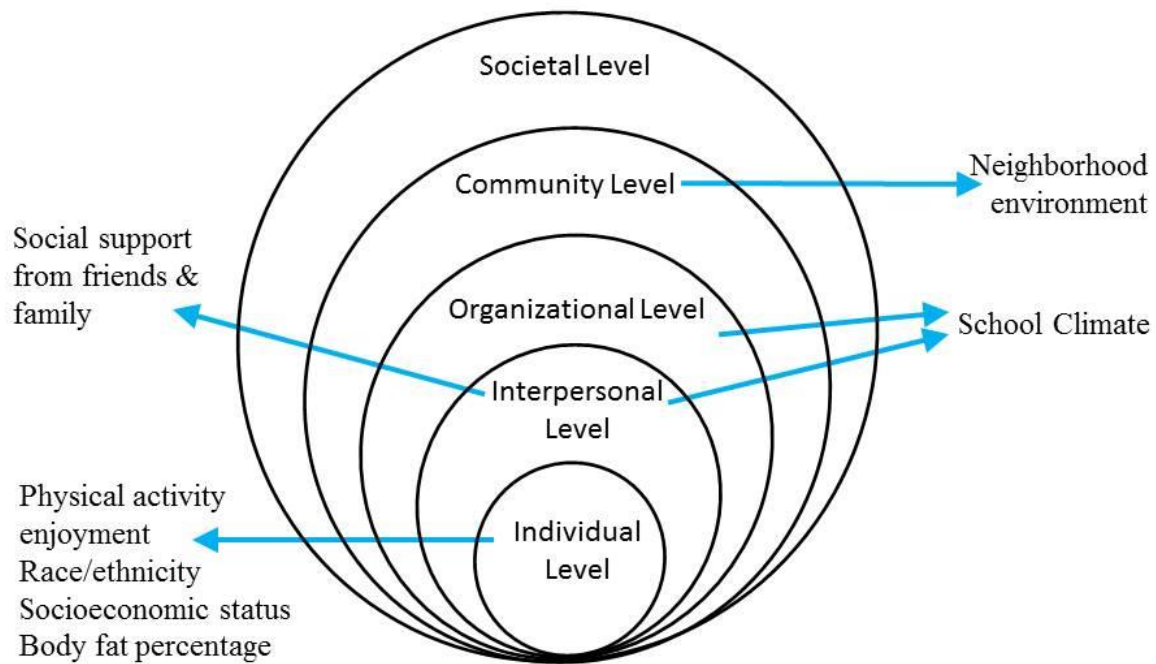 Societal Level
Community Level
Neighborhood
environment
Social support
from friends &
family
Organizational Level
School Climate
Interpersonal
Level
Physical activity
enjoyment
Race/ethnicity
Socioeconomic status
Body fat percentage
Individual
Level